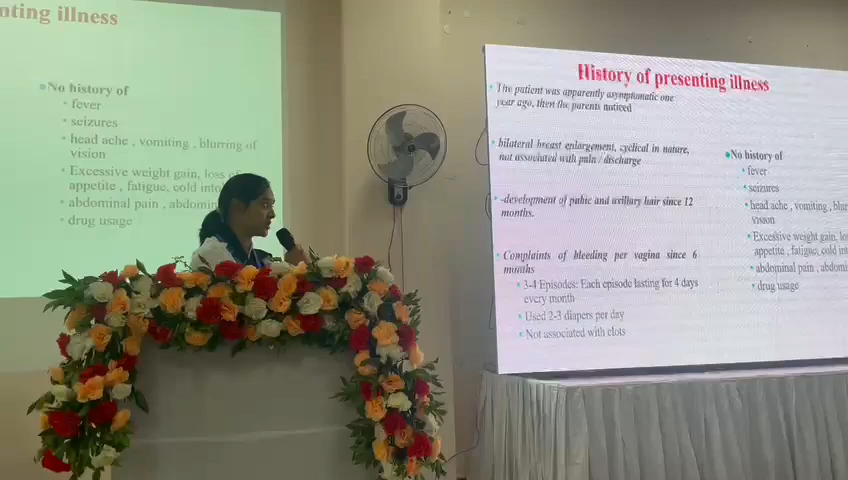 nting illness
No history of
fever
seizures
head ache , vomiting , blurring of
vision
Excessive weight gain, loss of
appetite , fatigue, cold into
abdominal pain , abdomin
drug usage
History of presenting illness
The patient was apparently asymptomatic one
year ago, then the parents noticed
bilateral breast enlargement, cyclical in nature,
not associated with pain / discharge
-development of pubic and axillary hair since 12
months.
Complaints of bleeding per vagina since 6
months
3-4 Episodes: Each episode lasting for 4 days
every month
Used 2-3 diapers per day
Not associated with clots
No history of
fever
seizures
head ache , vomiting , blur
vision
Excessive weight gain, los
appetite , fatigue, cold int
abdominal pain , abdomi
drug usage